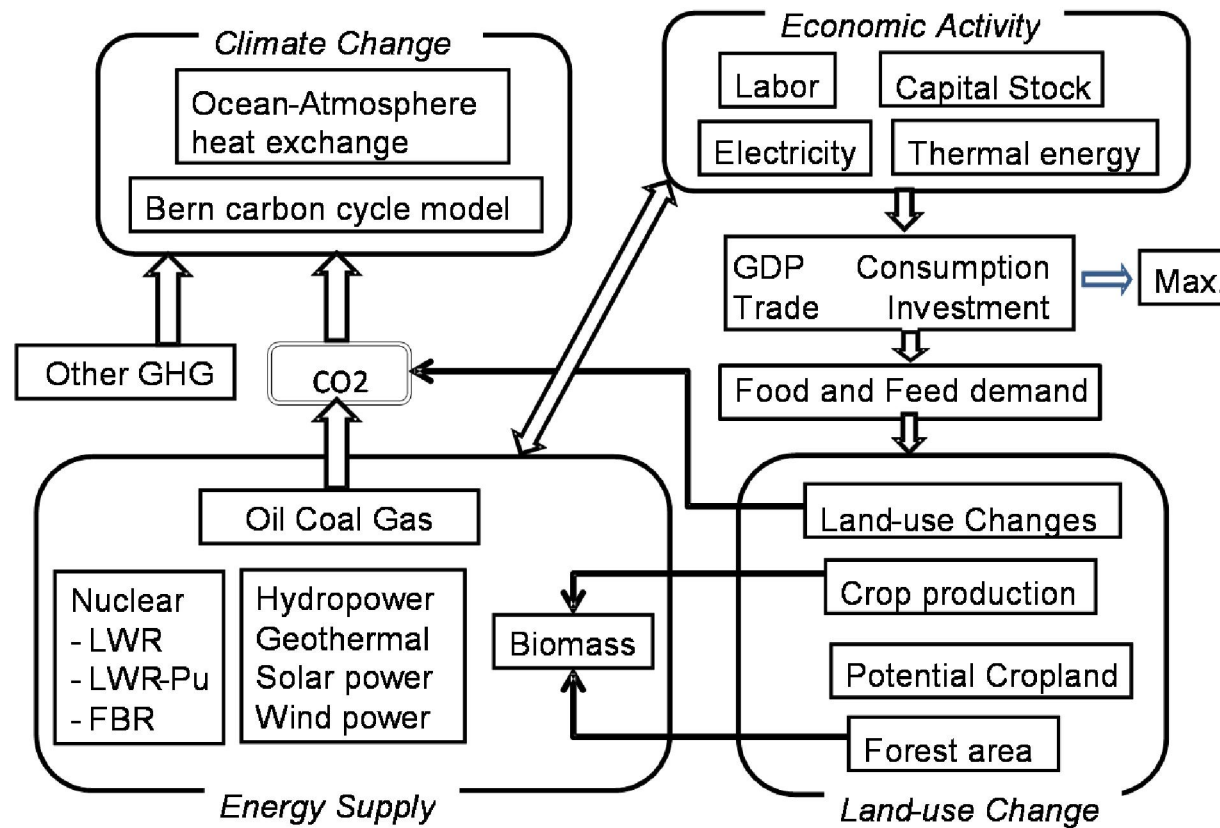 Climate Change
Ocean-Atmosphere
heat exchange
Bern carbon cycle model
Economic Activity
Labor
Capital Stock
Electricity
Thermal energy
GDP Consumption
Trade Investment
Max.
Other GHG
CO2
Food and Feed demand
Oil Coal Gas
Nuclear
- LWR
- LWR-Pu
- FBR
Hydropower
Geothermal
Solar power
Wind power
Biomass
Energy Supply
Land-use Changes
Crop production
Potential Cropland
Forest area
Land-use Change